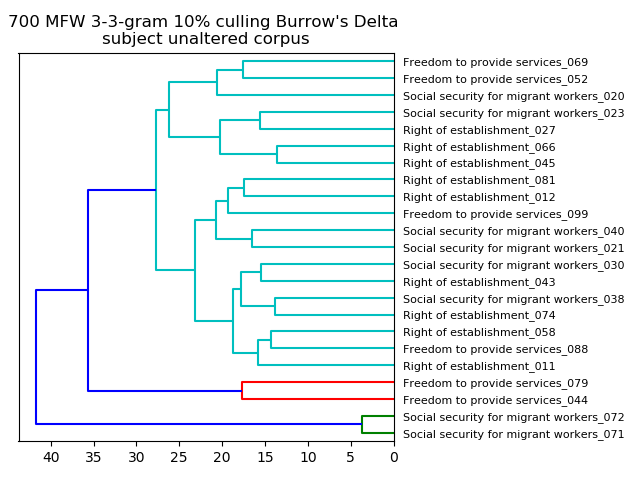 700 MFW 3-3-gram 10% culling Burrow's Delta
subject unaltered corpus
Freedom to provide services_069
Freedom to provide services_052
Social security for migrant workers_020
Social security for migrant workers_023
Right of establishment_027
Right of establishment_066
Right of establishment_045
Right of establishment_081
Right of establishment_012
Freedom to provide services_099
Social security for migrant workers_040
Social security for migrant workers_021
Social security for migrant workers_030
Right of establishment_043
Social security for migrant workers_038
Right of establishment_074
Right of establishment_058
Freedom to provide services_088
Right of establishment_011
Freedom to provide services_079
Freedom to provide services_044
Social security for migrant workers_072
Social security for migrant workers_071
40 35 30 25 20 15 10 5 0